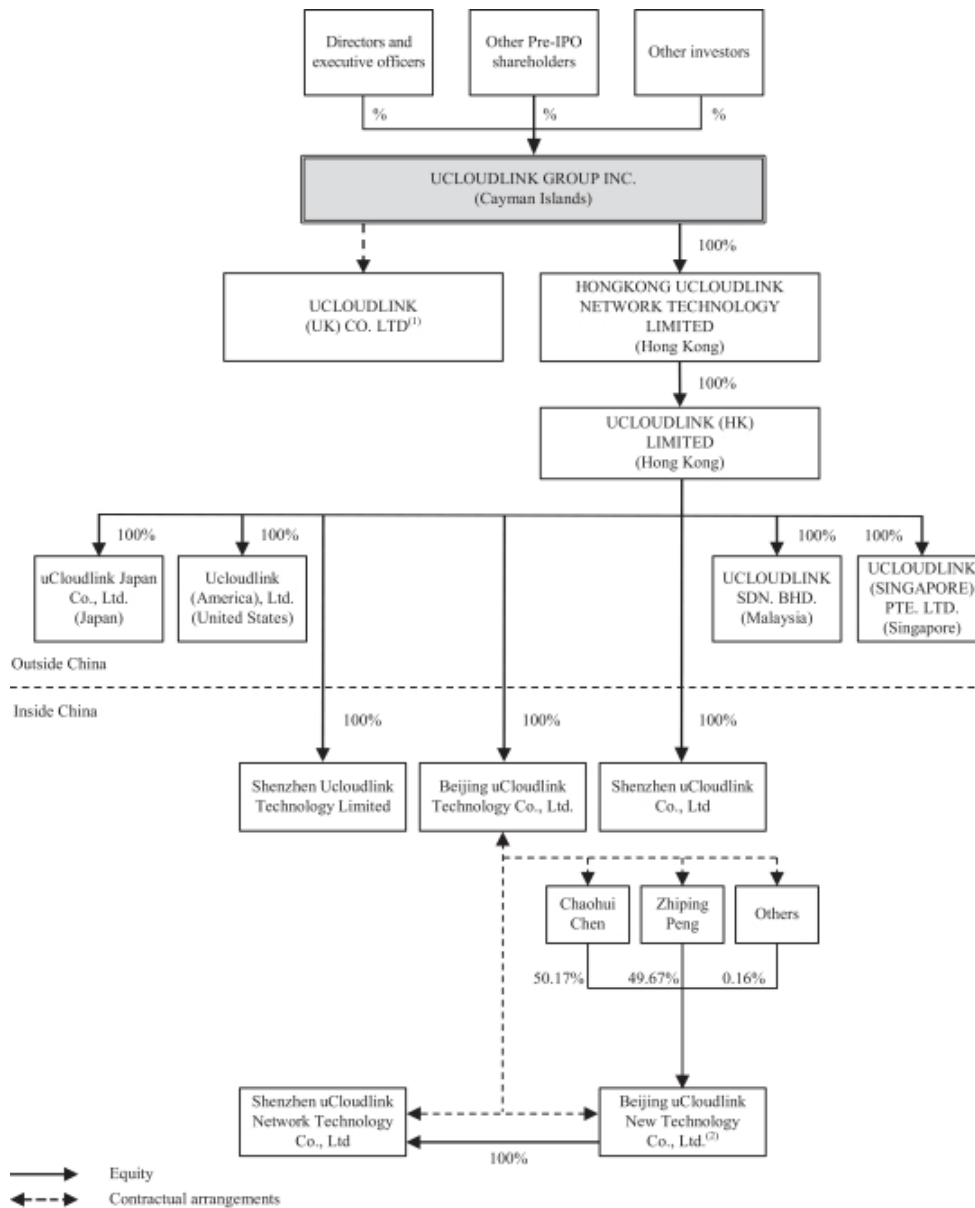 Directors and
executive officers
Other Pre-IPO
shareholders
Other investors
%
%
%
UCLOUDLINK GROUP INC.
(Cayman Islands)
100%
UCLOUDLINK
(UK) CO. LTD(1)
HONGKONG UCLOUDLINK
NETWORK TECHNOLOGY
LIMITED
(Hong Kong)
100%
UCLOUDLINK (HK)
LIMITED
(Hong Kong)
100%
100%
100%
100%
uCloudlink Japan
Co., Ltd.
(Japan)
Ucloudlink
(America), Ltd.
(United States)
UCLOUDLINK
SDN. BHD.
(Malaysia)
UCLOUDLINK
(SINGAPORE)
PTE. LTD.
(Singapore)
Outside China
Inside China
100%
100%
100%
Shenzhen Ucloudlink
Technology Limited
Beijing uCloudlink
Technology Co., Ltd.
Shenzhen uCloudlink
Co., Ltd
Chaohui
Chen
Zhiping
Peng
Others
50.17%
49.67%
0.16%
Shenzhen uCloudlink
Network Technology
Co., Ltd
Beijing uCloudlink
New Technology
Co., Ltd.(2)
100%
Equity
Contractual arrangements